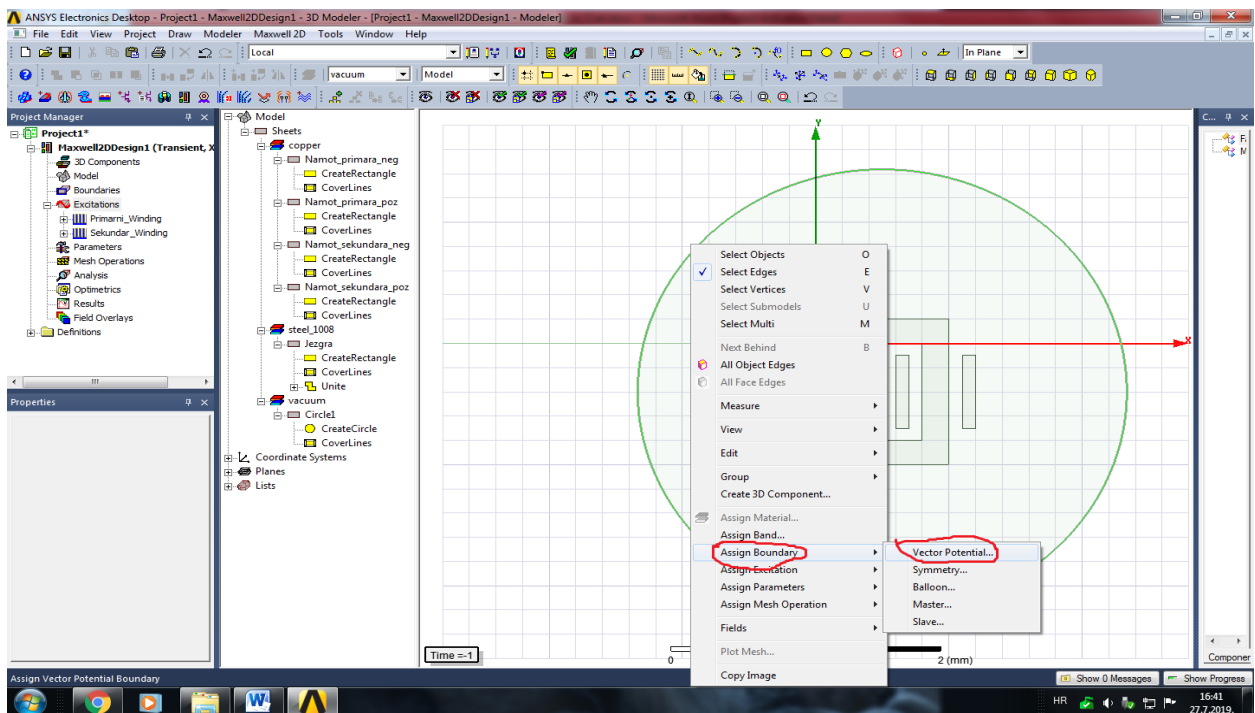 ANSYS Electronics Desktop - Project1 - Maxwell2DDesign1 - 3D Modeler - [Project1 - Maxwell2DDesign1 - Modeler]
File Edit View Project Draw Modeler Maxwell 2D Tools Window Help
Local
In Plane
vacuum
Model
Project Manager
Project1*
Maxwell2DDesign1 (Transient, X
3D Components
Model
Boundaries
Excitations
Primarni_Winding
Sekundar_Winding
Parameters
Mesh Operations
Analysis
Optimetrics
Results
Field Overlays
Definitions
Properties
Model
Sheets
copper
Namot_primara_neg
CreateRectangle
CoverLines
Namot_primara_poz
CreateRectangle
CoverLines
Namot_sekundara_neg
CreateRectangle
CoverLines
Namot_sekundara_poz
CreateRectangle
CoverLines
steel_1008
Jezgra
CreateRectangle
CoverLines
Unite
vacuum
Circle1
CreateCircle
CoverLines
Coordinate Systems
Planes
Lists
Y
X
Select Objects O
Select Edges E
Select Vertices V
Select Submodels U
Select Multi M
Next Behind B
All Object Edges
All Face Edges
Measure
View
Edit
Group
Create 3D Component...
Assign Material...
Assign Band...
Assign Boundary
Assign Excitation
Assign Parameters
Assign Mesh Operation
Fields
Plot Mesh...
Copy Image
Vector Potential...
Symmetry...
Balloon...
Master...
Slave...
Time =-1
0
2 (mm)
C...
M
Componer
Assign Vector Potential Boundary
Show 0 Messages
Show Progress
HR
16:41
27.7.2019.